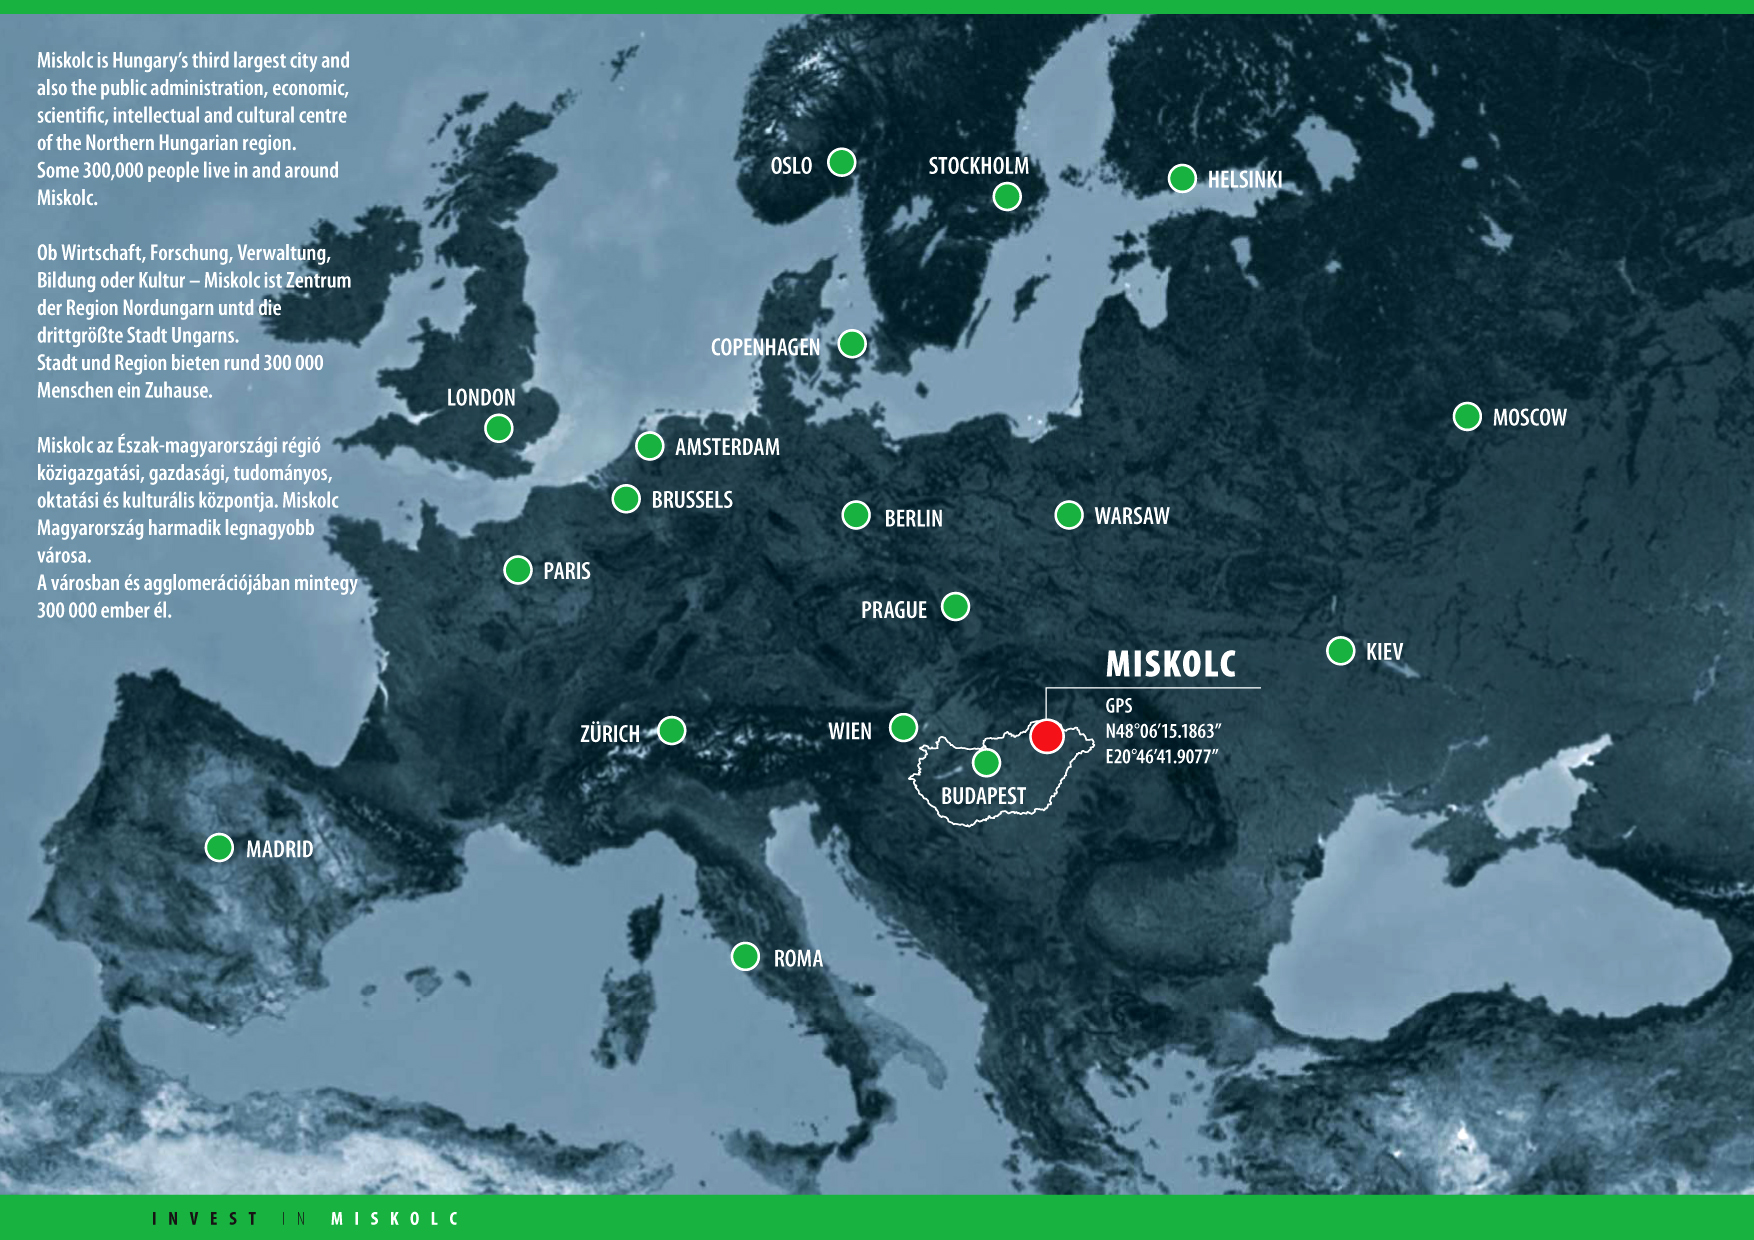 Miskolc is Hungary's third largest city and
also the public administration, economic,
scientific, intellectual and cultural centre
of the Northern Hungarian region.
Some 300,000 people live in and around
Miskolc.
Ob Wirtschaft, Forschung, Verwaltung,
Bildung oder Kultur – Miskolc ist Zentrum
der Region Nordungarn untd die
drittgrößte Stadt Ungarns.
Stadt und Region bieten rund 300 000
Menschen ein Zuhause.
Miskolc az Észak-magyarországi régió
közigazgatási, gazdasági, tudományos,
oktatási és kulturális központja. Miskolc
Magyarország harmadik legnagyobb
városa.
A városban és agglomerációjában mintegy
300 000 ember él.
OSLO
STOCKHOLM
HELSINKI
COPENHAGEN
LONDON
MOSCOW
AMSTERDAM
BRUSSELS
BERLIN
WARSAW
PARIS
PRAGUE
KIEV
MISKOLC
GPS
N48°06'15.1863"
E20°46'41.9077"
ZÜRICH
WIEN
BUDAPEST
MADRID
ROMA
INVEST IN MISKOLC